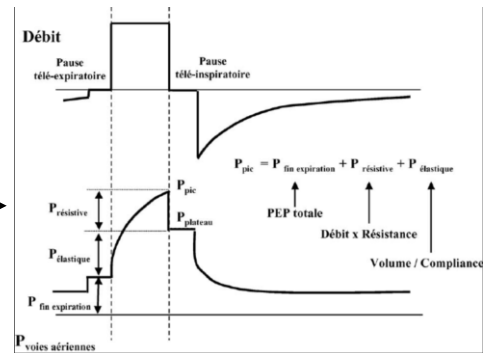 Débit
Pause
télé-expiratoire
Pause
télé-inspiratoire
P pic = P fin expiration + P résistive + P élastique
PEP totale
Débit x Résistance
Volume / Compliance
P pic
P résistive
P plateau
P élastique
P fin expiration
P voies aériennes